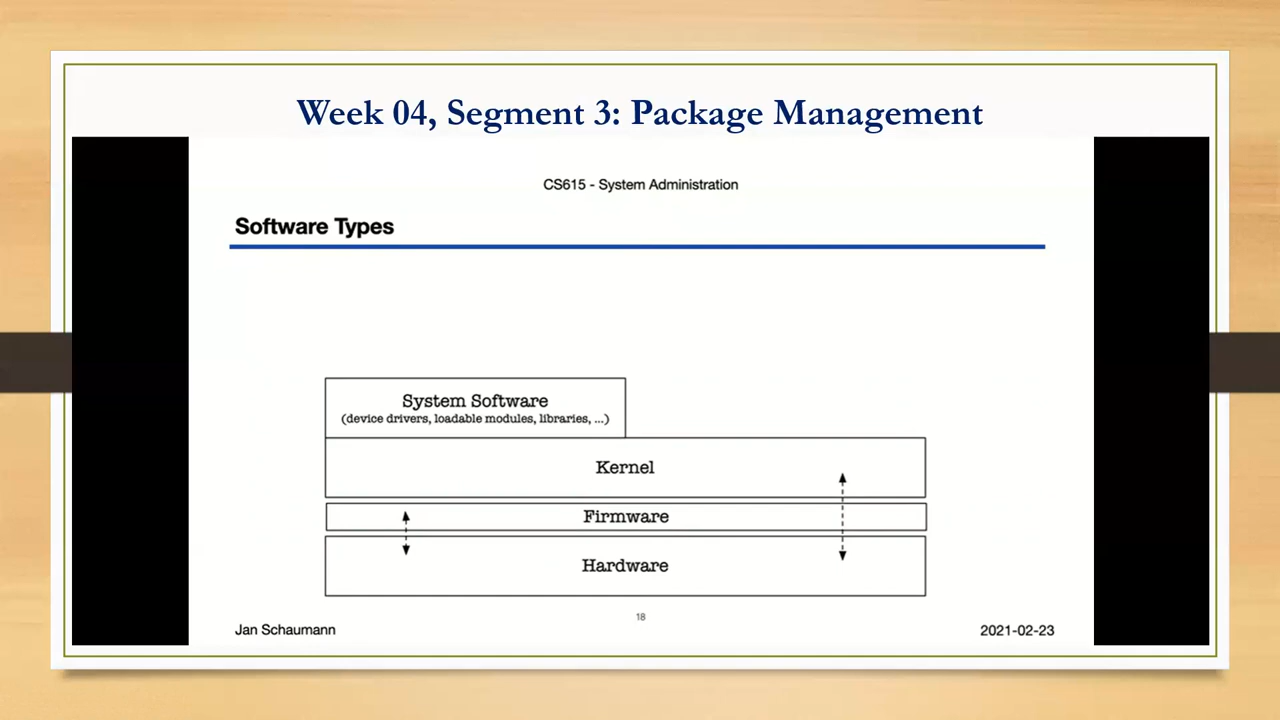 Week 04, Segment 3: Package Management
CS615 - System Administration
Software Types
System Software
(device drivers, loadable modules, libraries, ...)
Kernel
Firmware
Hardware
18
Jan Schaumann
2021-02-23